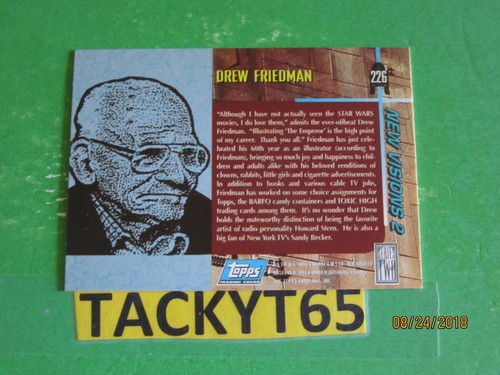 DREW FRIEDMAN
226
"Although I have not actually seen the STAR WARS
movies, I do love them," admits the ever-offbeat Drew
Friedman. "Illustrating 'The Emperor' is the high point
of my career. Thank you all." Friedman has just cele-
brated his 60th year as an illustrator (according to
Friedman), bringing so much joy and happiness to chil-
dren and adults alike with his beloved renditions of
clowns, rabbits, little girls and cigarette advertisements.
In addition to books and various cable TV jobs,
Friedman has worked on some choice assignments for
Topps, the BARFO candy containers and TOXIC HIGH
trading cards among them. It's no wonder that Drew
holds the noteworthy distinction of being the favorite
artist of radio personality Howard Stern. He is also a
big fan of New York TV's Sandy Becker.
NEW VISIONS 2
topps
TRADING CARDS
TACKYT65
08/24/2018